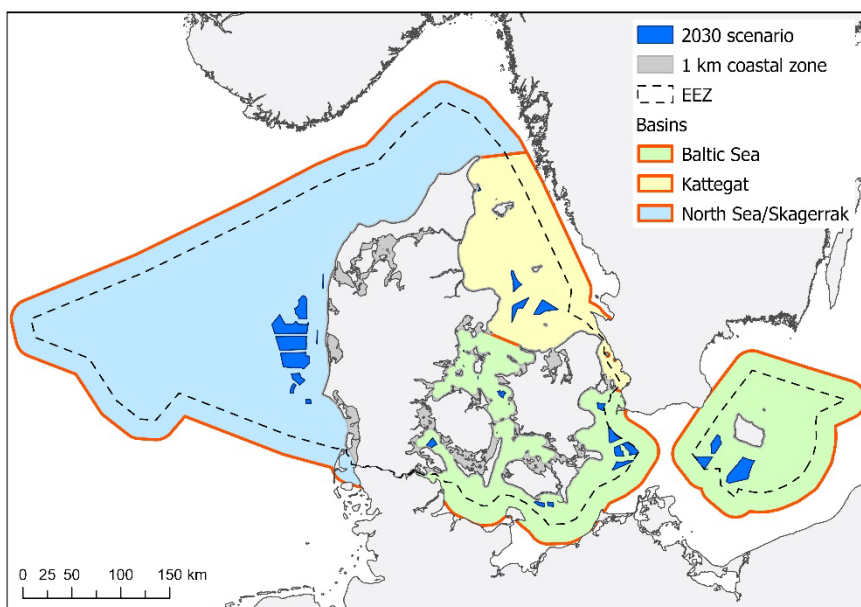 2030 scenario
1 km coastal zone
EEZ
Basins
Baltic Sea
Kattegat
North Sea/Skagerrak
0 25 50 100 150 km